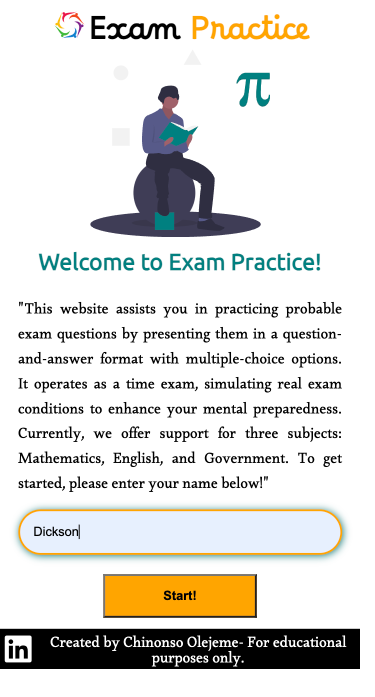 Exam Practice
π
Welcome to Exam Practice!
"This website assists you in practicing probable
exam questions by presenting them in a question-
and-answer format with multiple-choice options.
It operates as a time exam, simulating real exam
conditions to enhance your mental preparedness.
Currently, we offer support for three subjects:
Mathematics, English, and Government. To get
started, please enter your name below!"
Dickson
Start!
in
Created by Chinonso Olejeme- For educational
purposes only.